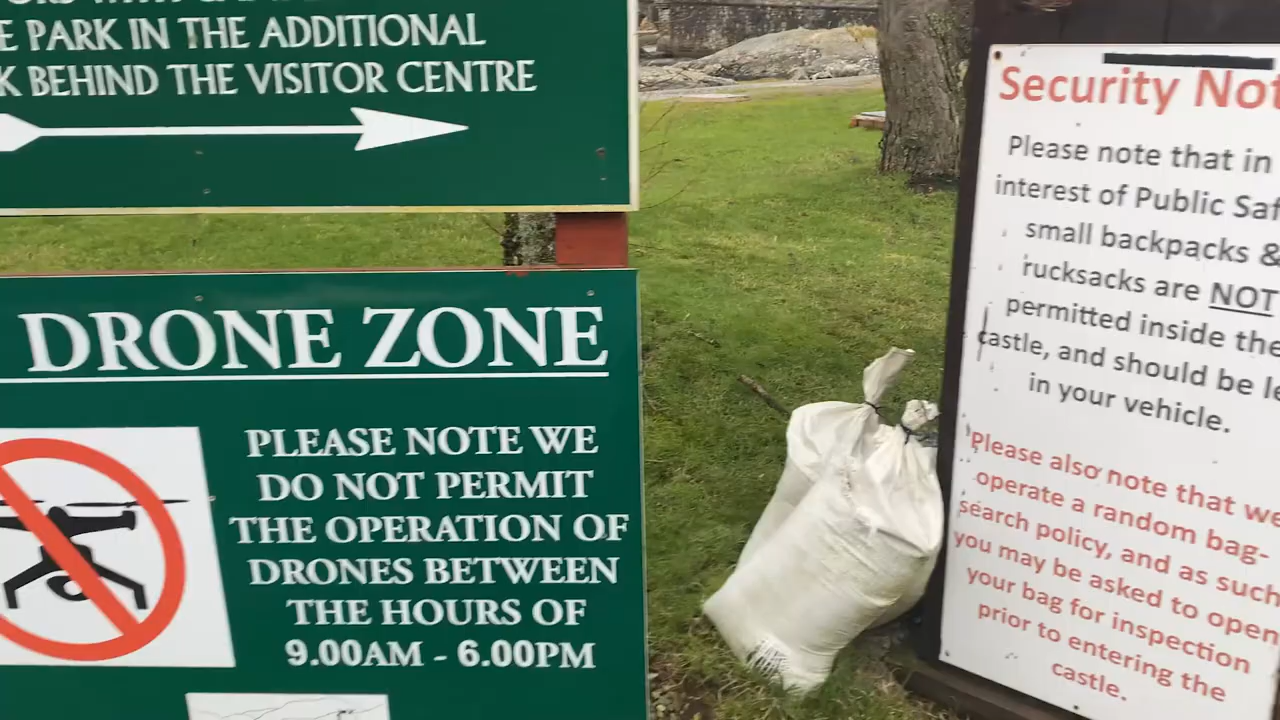 E PARK IN THE ADDITIONAL
K BEHIND THE VISITOR CENTRE
DRONE ZONE
PLEASE NOTE WE
DO NOT PERMIT
THE OPERATION OF
DRONES BETWEEN
THE HOURS OF
9.00AM - 6.00PM
Security Not
Please note that in
interest of Public Saf
small backpacks &
rucksacks are NOT
permitted inside the
castle, and should be le
in your vehicle.
Please also note that we
operate a random bag-
search policy, and as such
you may be asked to open
your bag for inspection
prior to entering the
castle.